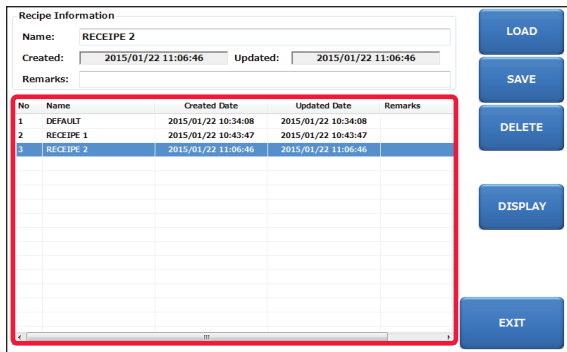 Recipe Information
Name: RECEIPE 2
Created: 2015/01/22 11:06:46 Updated: 2015/01/22 11:06:46
Remarks:
No Name Created Date Updated Date Remarks
1 DEFAULT 2015/01/22 10:34:08 2015/01/22 10:34:08
2 RECEIPE 1 2015/01/22 10:43:47 2015/01/22 10:43:47
3 RECEIPE 2 2015/01/22 11:06:46 2015/01/22 11:06:46
LOAD
SAVE
DELETE
DISPLAY
EXIT